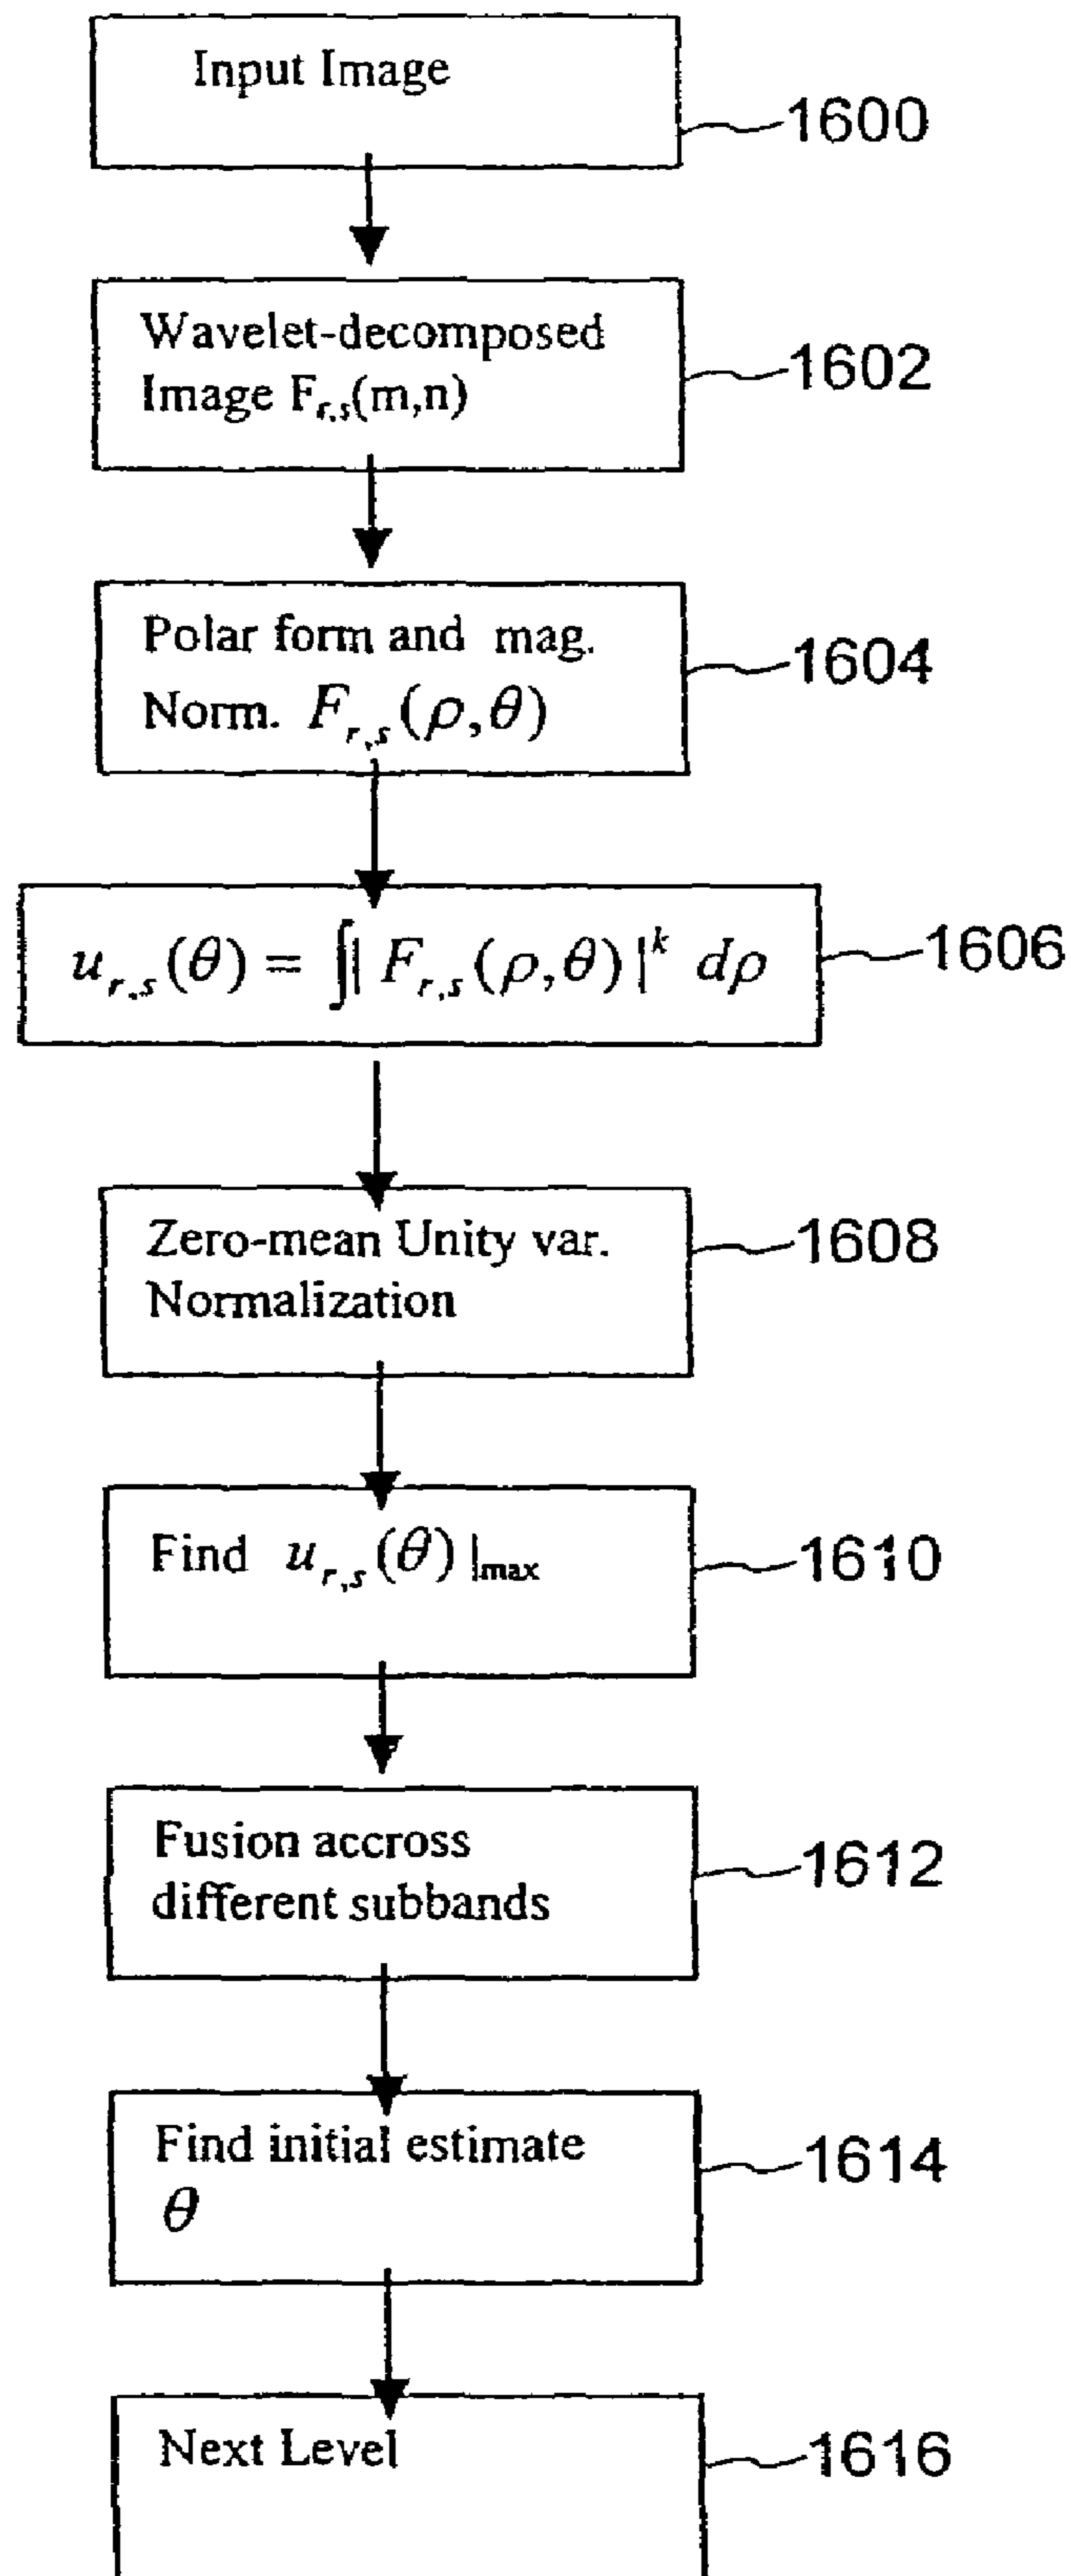 Input Image
1600
Wavelet-decomposed
Image F_{r,s}(m,n)
1602
Polar form and mag.
Norm. F_{r,s}(ρ,θ)
1604
u_{r,s}(θ) = ∫| F_{r,s}(ρ,θ) |^k dρ
1606
Zero-mean Unity var.
Normalization
1608
Find u_{r,s}(θ) |_{max}
1610
Fusion accross
different subbands
1612
Find initial estimate
θ
1614
Next Level
1616